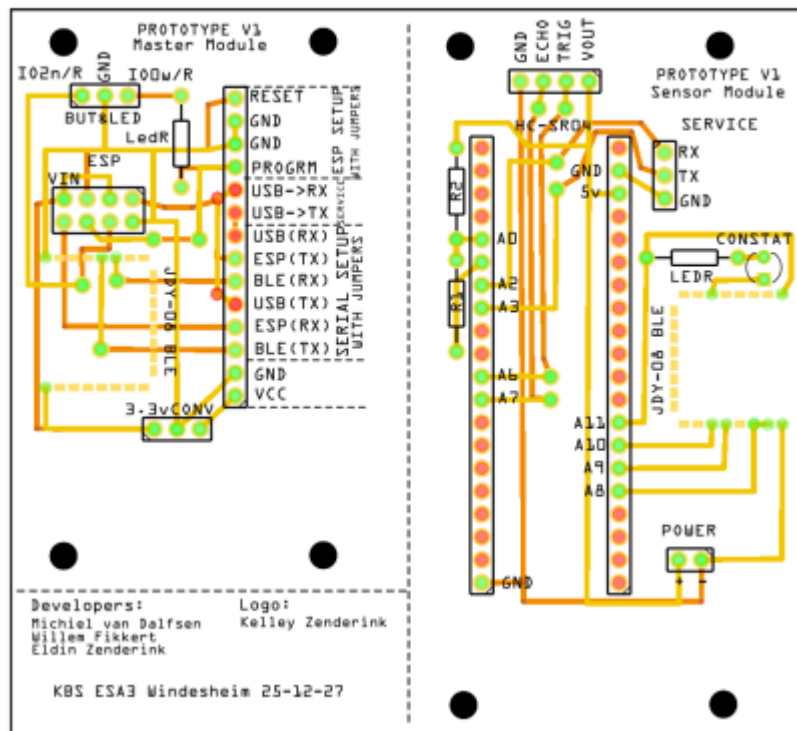 PROTOTYPE V1
Master Module
IO2n/R
GND
IO0w/R
BUT&LED
LedR
ESP
VIN
RESET
GND
GND
PROGRM
USB->RX
USB->TX
USB(RX)
ESP(TX)
BLE(RX)
USB(TX)
ESP(RX)
BLE(TX)
GND
VCC
ESP SETUP
WITH JUMPERS
SERVICE
SERIAL SETUP
WITH JUMPERS
JDY-08 BLE
3.3vCONV
Developers:
Michiel van Dalfsen
Willem Fikkert
Eldin Zenderink
Logo:
Kelley Zenderink
KBS ESA3 Windesheim 25-12-27
GND
ECHO
TRIG
VOUT
HC-SR04
PROTOTYPE V1
Sensor Module
SERVICE
RX
TX
GND
GND
5v
R2
R1
A0
A2
A3
A6
A7
GND
A11
A10
A9
A8
CONSTAT
LEDR
JDY-08 BLE
POWER
+ -